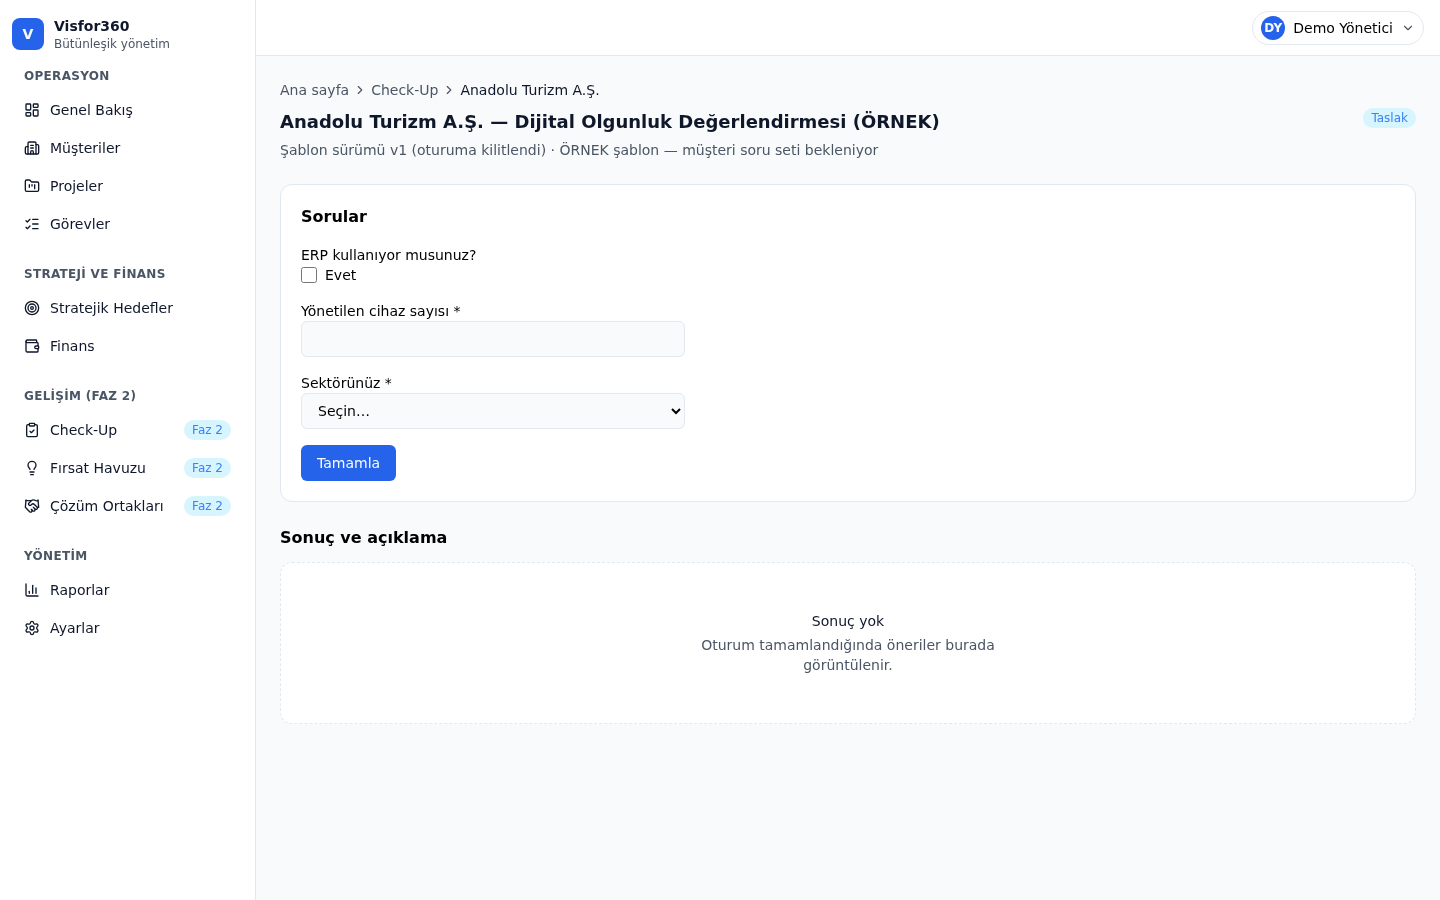 V
Visfor360
Bütünleşik yönetim
OPERASYON
Genel Bakış
Müşteriler
Projeler
Görevler
STRATEJİ VE FİNANS
Stratejik Hedefler
Finans
GELİŞİM (FAZ 2)
Check-Up Faz 2
Fırsat Havuzu Faz 2
Çözüm Ortakları Faz 2
YÖNETİM
Raporlar
Ayarlar
DY Demo Yönetici
Ana sayfa > Check-Up > Anadolu Turizm A.Ş.
Anadolu Turizm A.Ş. — Dijital Olgunluk Değerlendirmesi (ÖRNEK)
Taslak
Şablon sürümü v1 (oturuma kilitlendi) · ÖRNEK şablon — müşteri soru seti bekleniyor
Sorular
ERP kullanıyor musunuz?
Evet
Yönetilen cihaz sayısı *
Sektörünüz *
Seçin...
Tamamla
Sonuç ve açıklama
Sonuç yok
Oturum tamamlandığında öneriler burada
görüntülenir.